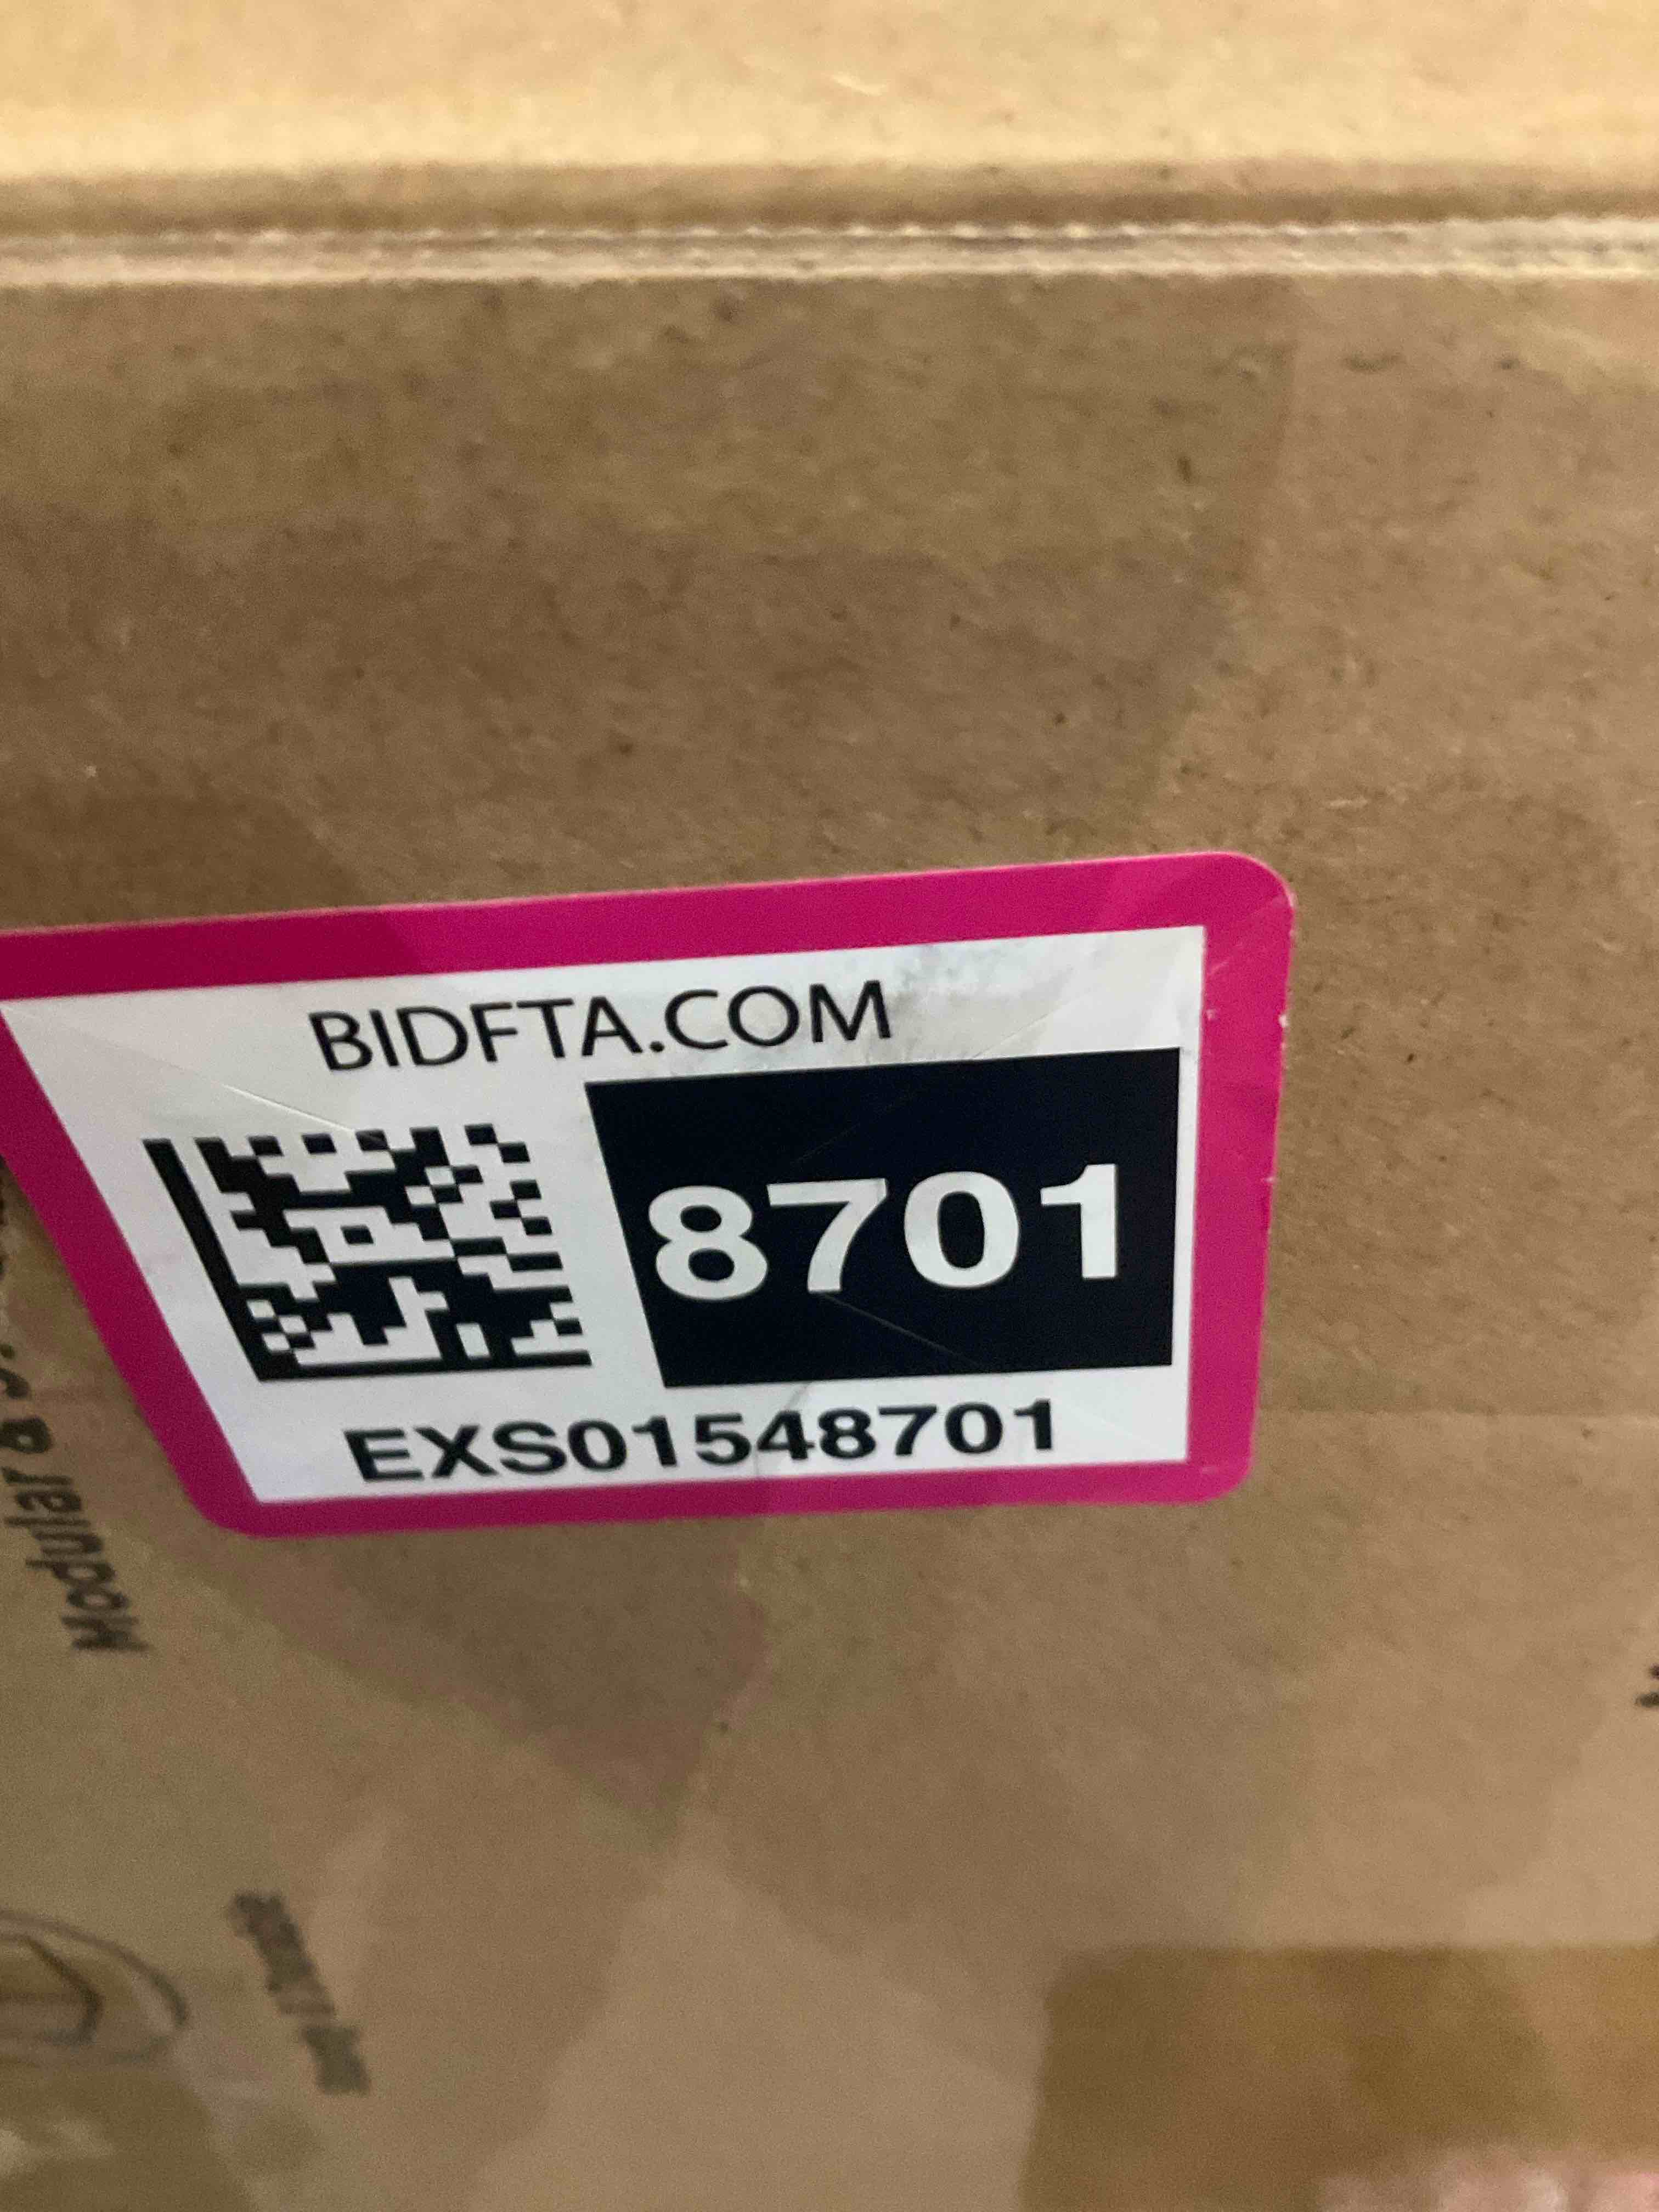 BIDFTA.COM
8701
EXS01548701
Modular &